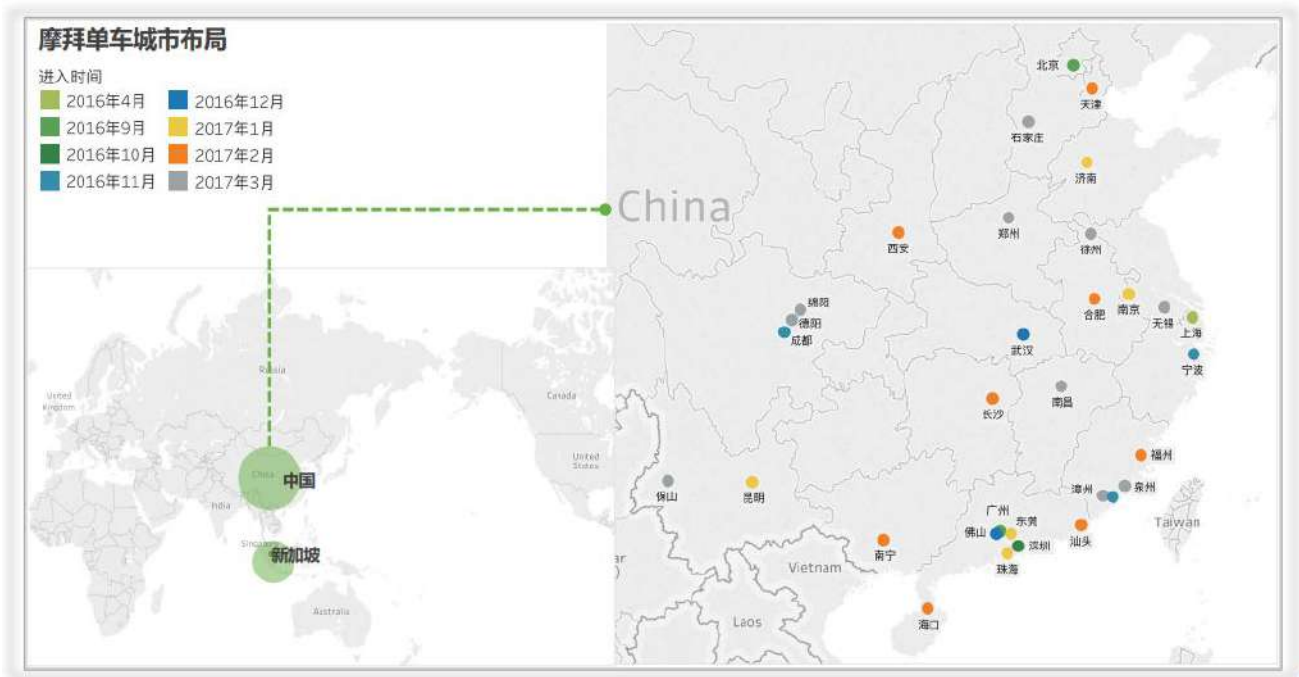 摩拜单车城市布局
进入时间
2016年4月
2016年9月
2016年10月
2016年11月
2016年12月
2017年1月
2017年2月
2017年3月
Russia
United
Kingdom
Canada
United
States
China
中国
India
新加坡
Australia
China
北京
天津
石家庄
济南
郑州
徐州
西安
绵阳
德阳
成都
合肥
南京
无锡
上海
宁波
武汉
长沙
南昌
福州
保山
昆明
漳州
泉州
广州
东莞
佛山
深圳
汕头
珠海
南宁
海口
Taiwan
Vietnam
Laos